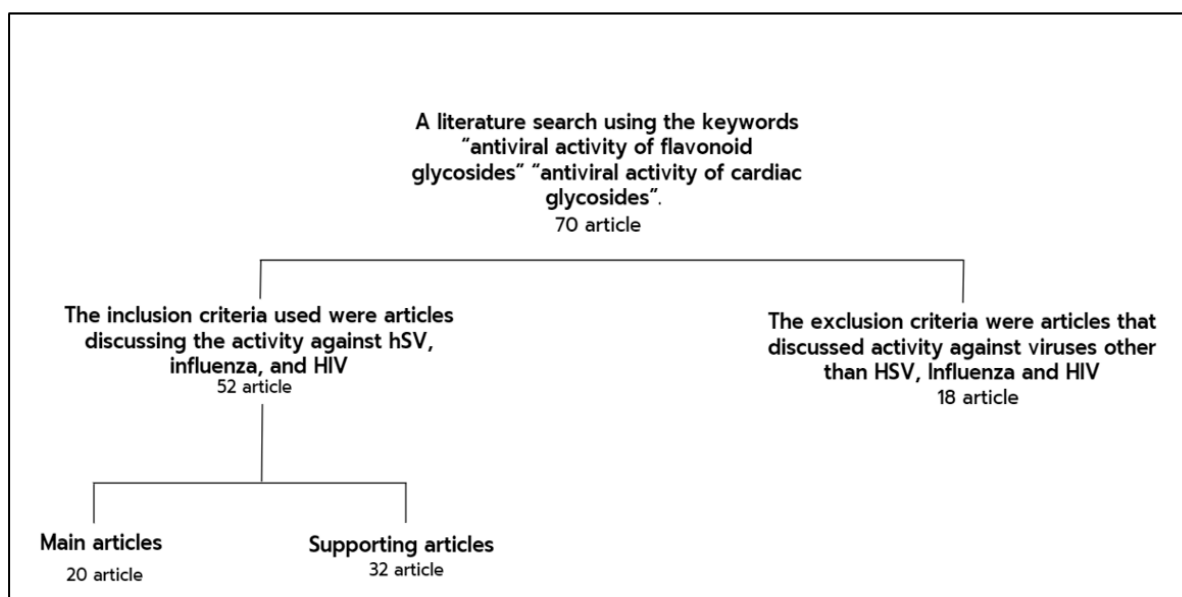 A literature search using the keywords
"antiviral activity of flavonoid
glycosides" "antiviral activity of cardiac
glycosides".
70 article
The inclusion criteria used were articles
discussing the activity against hSV,
influenza, and HIV
52 article
The exclusion criteria were articles that
discussed activity against viruses other
than HSV, Influenza and HIV
18 article
Main articles
20 article
Supporting articles
32 article